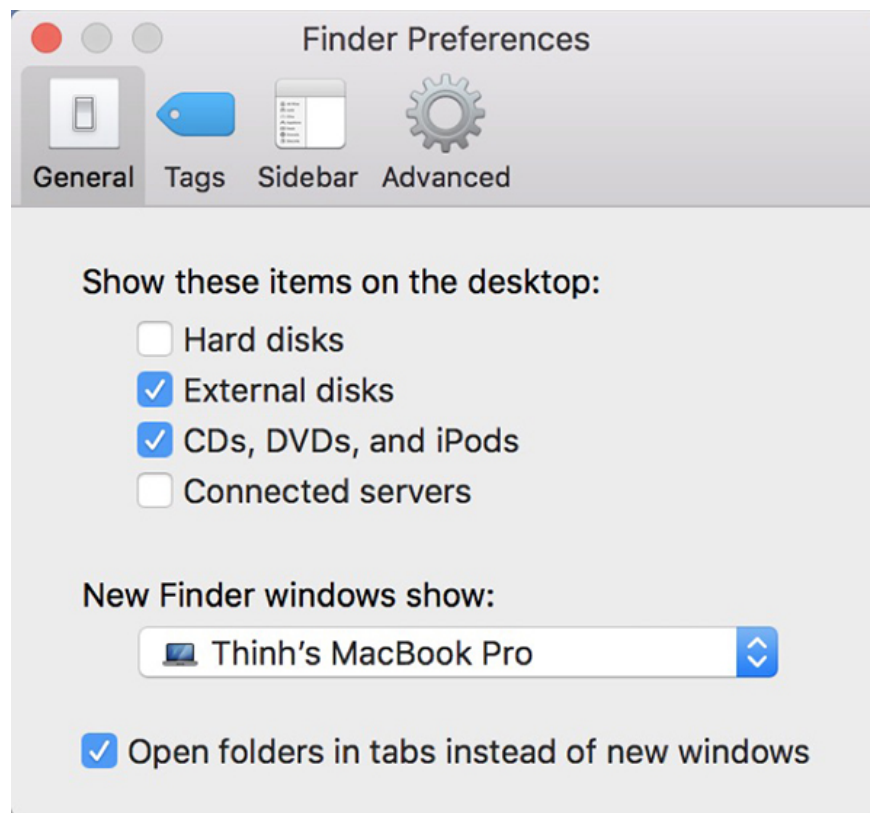 Finder Preferences
General Tags Sidebar Advanced
Show these items on the desktop:
Hard disks
External disks
CDs, DVDs, and iPods
Connected servers
New Finder windows show:
Thinh’s MacBook Pro
Open folders in tabs instead of new windows